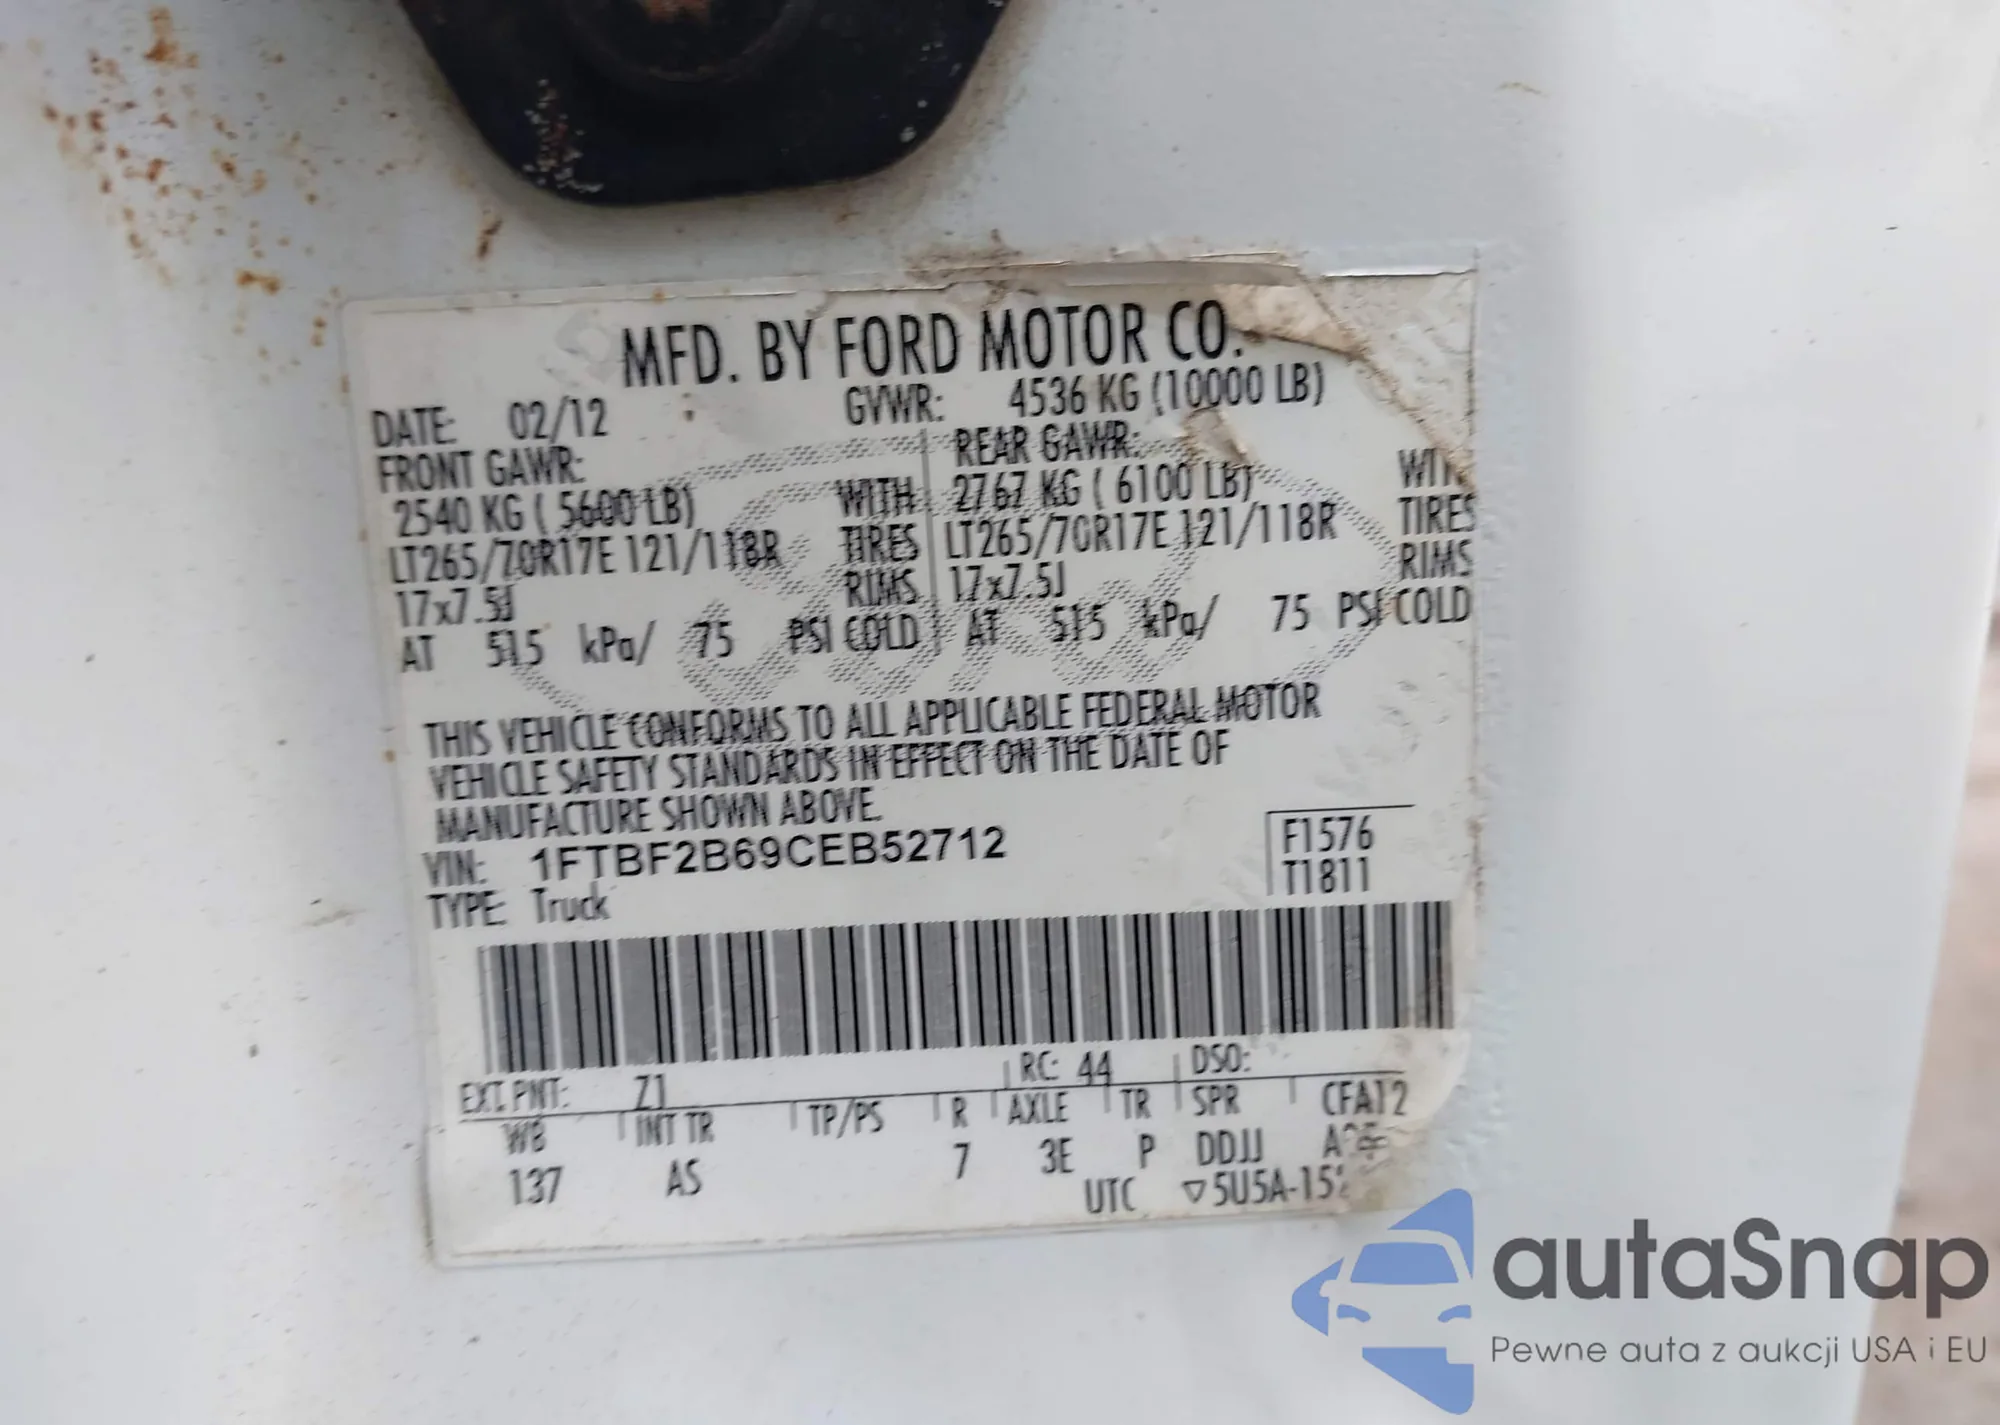 MFD. BY FORD MOTOR CO.
DATE: 02/12 GVWR: 4536 KG (10000 LB)
FRONT GAWR: REAR GAWR:
2540 KG ( 5600 LB) WITH 2767 KG ( 6100 LB)
LT265/70R17E 121/118R TIRES LT265/70R17E 121/118R TIRES
17x7.5J RIMS 17x7.5J RIMS
AT 515 kPa/ 75 PSI COLD AT 515 kPa/ 75 PSI COLD
THIS VEHICLE CONFORMS TO ALL APPLICABLE FEDERAL MOTOR
VEHICLE SAFETY STANDARDS IN EFFECT ON THE DATE OF
MANUFACTURE SHOWN ABOVE.
VIN: 1FTBF2B69CEB52712 F1576
TYPE: Truck T1811
EXT. PNT: Z1 RC: 44 DSO:
WB INT TR TP/PS R AXLE TR SPR CFA12
137 AS 7 3E P DDJJ
UTC ▽5U5A-15
autaSnap
Pewne auta z aukcji USA i EU